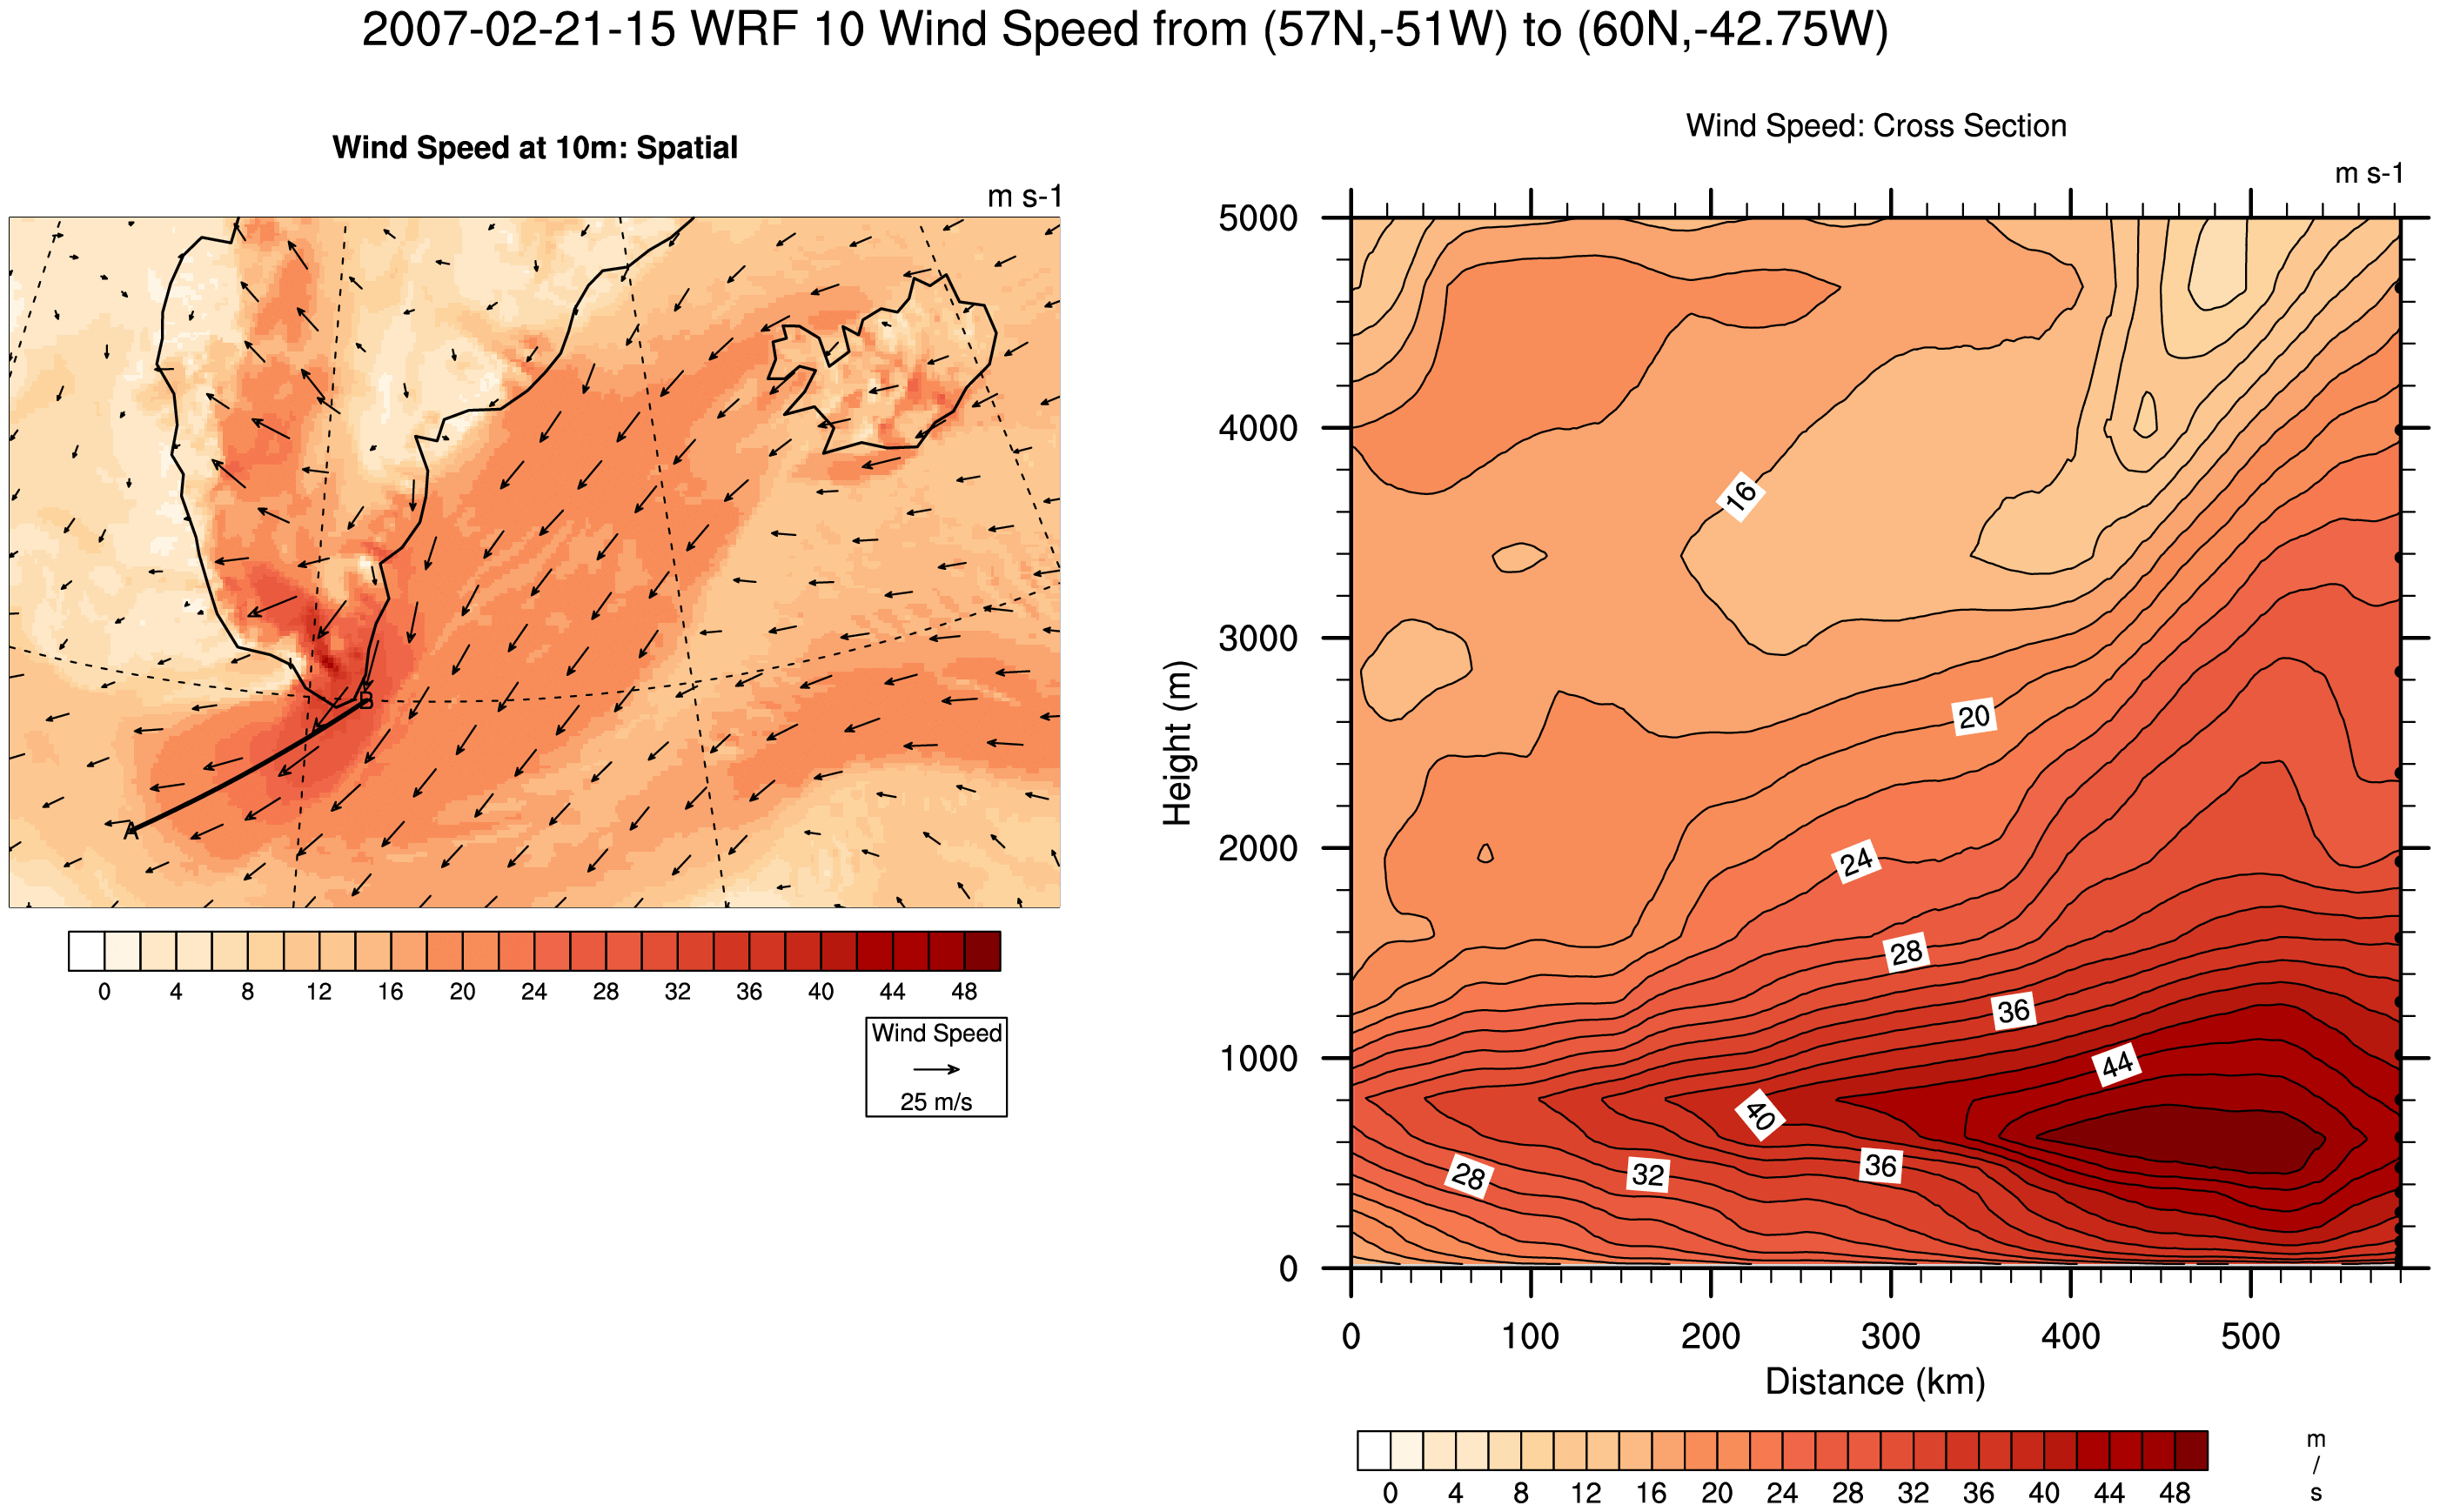 2007-02-21-15 WRF 10 Wind Speed from (57N,-51W) to (60N,-42.75W)
Wind Speed at 10m: Spatial
m s-1
B
A
0 4 8 12 16 20 24 28 32 36 40 44 48
Wind Speed
25 m/s
Wind Speed: Cross Section
m s-1
5000
4000
3000
2000
1000
0
Height (m)
16
20
24
28
36
44
40
28
32
36
0 100 200 300 400 500
Distance (km)
0 4 8 12 16 20 24 28 32 36 40 44 48
m
/
s